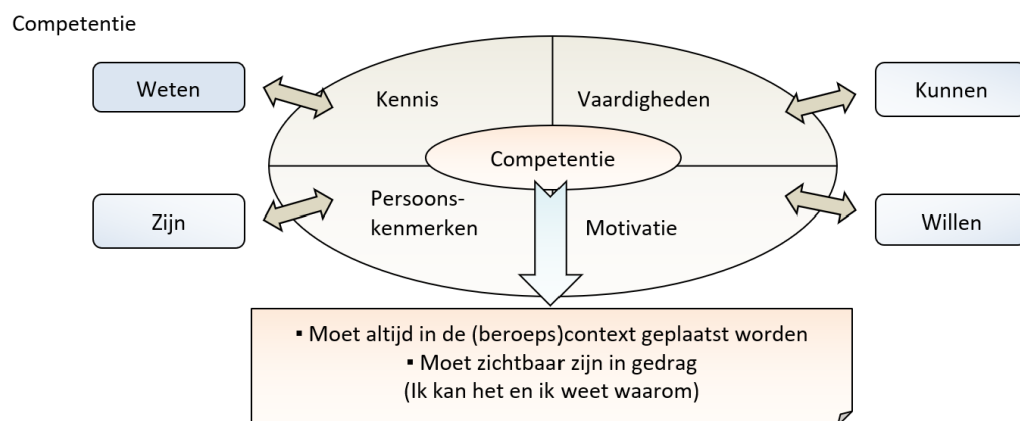 Competentie
Weten
Kennis
Vaardigheden
Kunnen
Competentie
Zijn
Persoons-
kenmerken
Motivatie
Willen
▪ Moet altijd in de (beroeps)context geplaatst worden
▪ Moet zichtbaar zijn in gedrag
(Ik kan het en ik weet waarom)